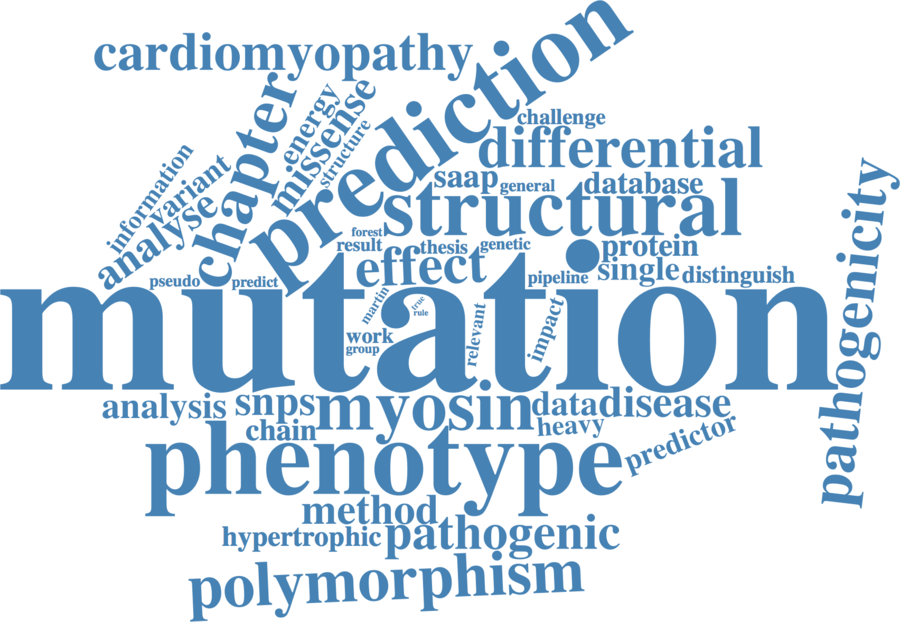 cardiomyopathy
prediction
chapter
energy
missense
structure
challenge
differential
information
variant
analyse
saap
general
database
structural
pathogenicity
forest
result
thesis
genetic
protein
effect
pseudo
predict
pipeline
single
distinguish
mutation
martin
true
rule
work
group
relevant
impact
analysis
snps
myosin
data
disease
chain
heavy
phenotype
predictor
method
hypertrophic
pathogenic
polymorphism